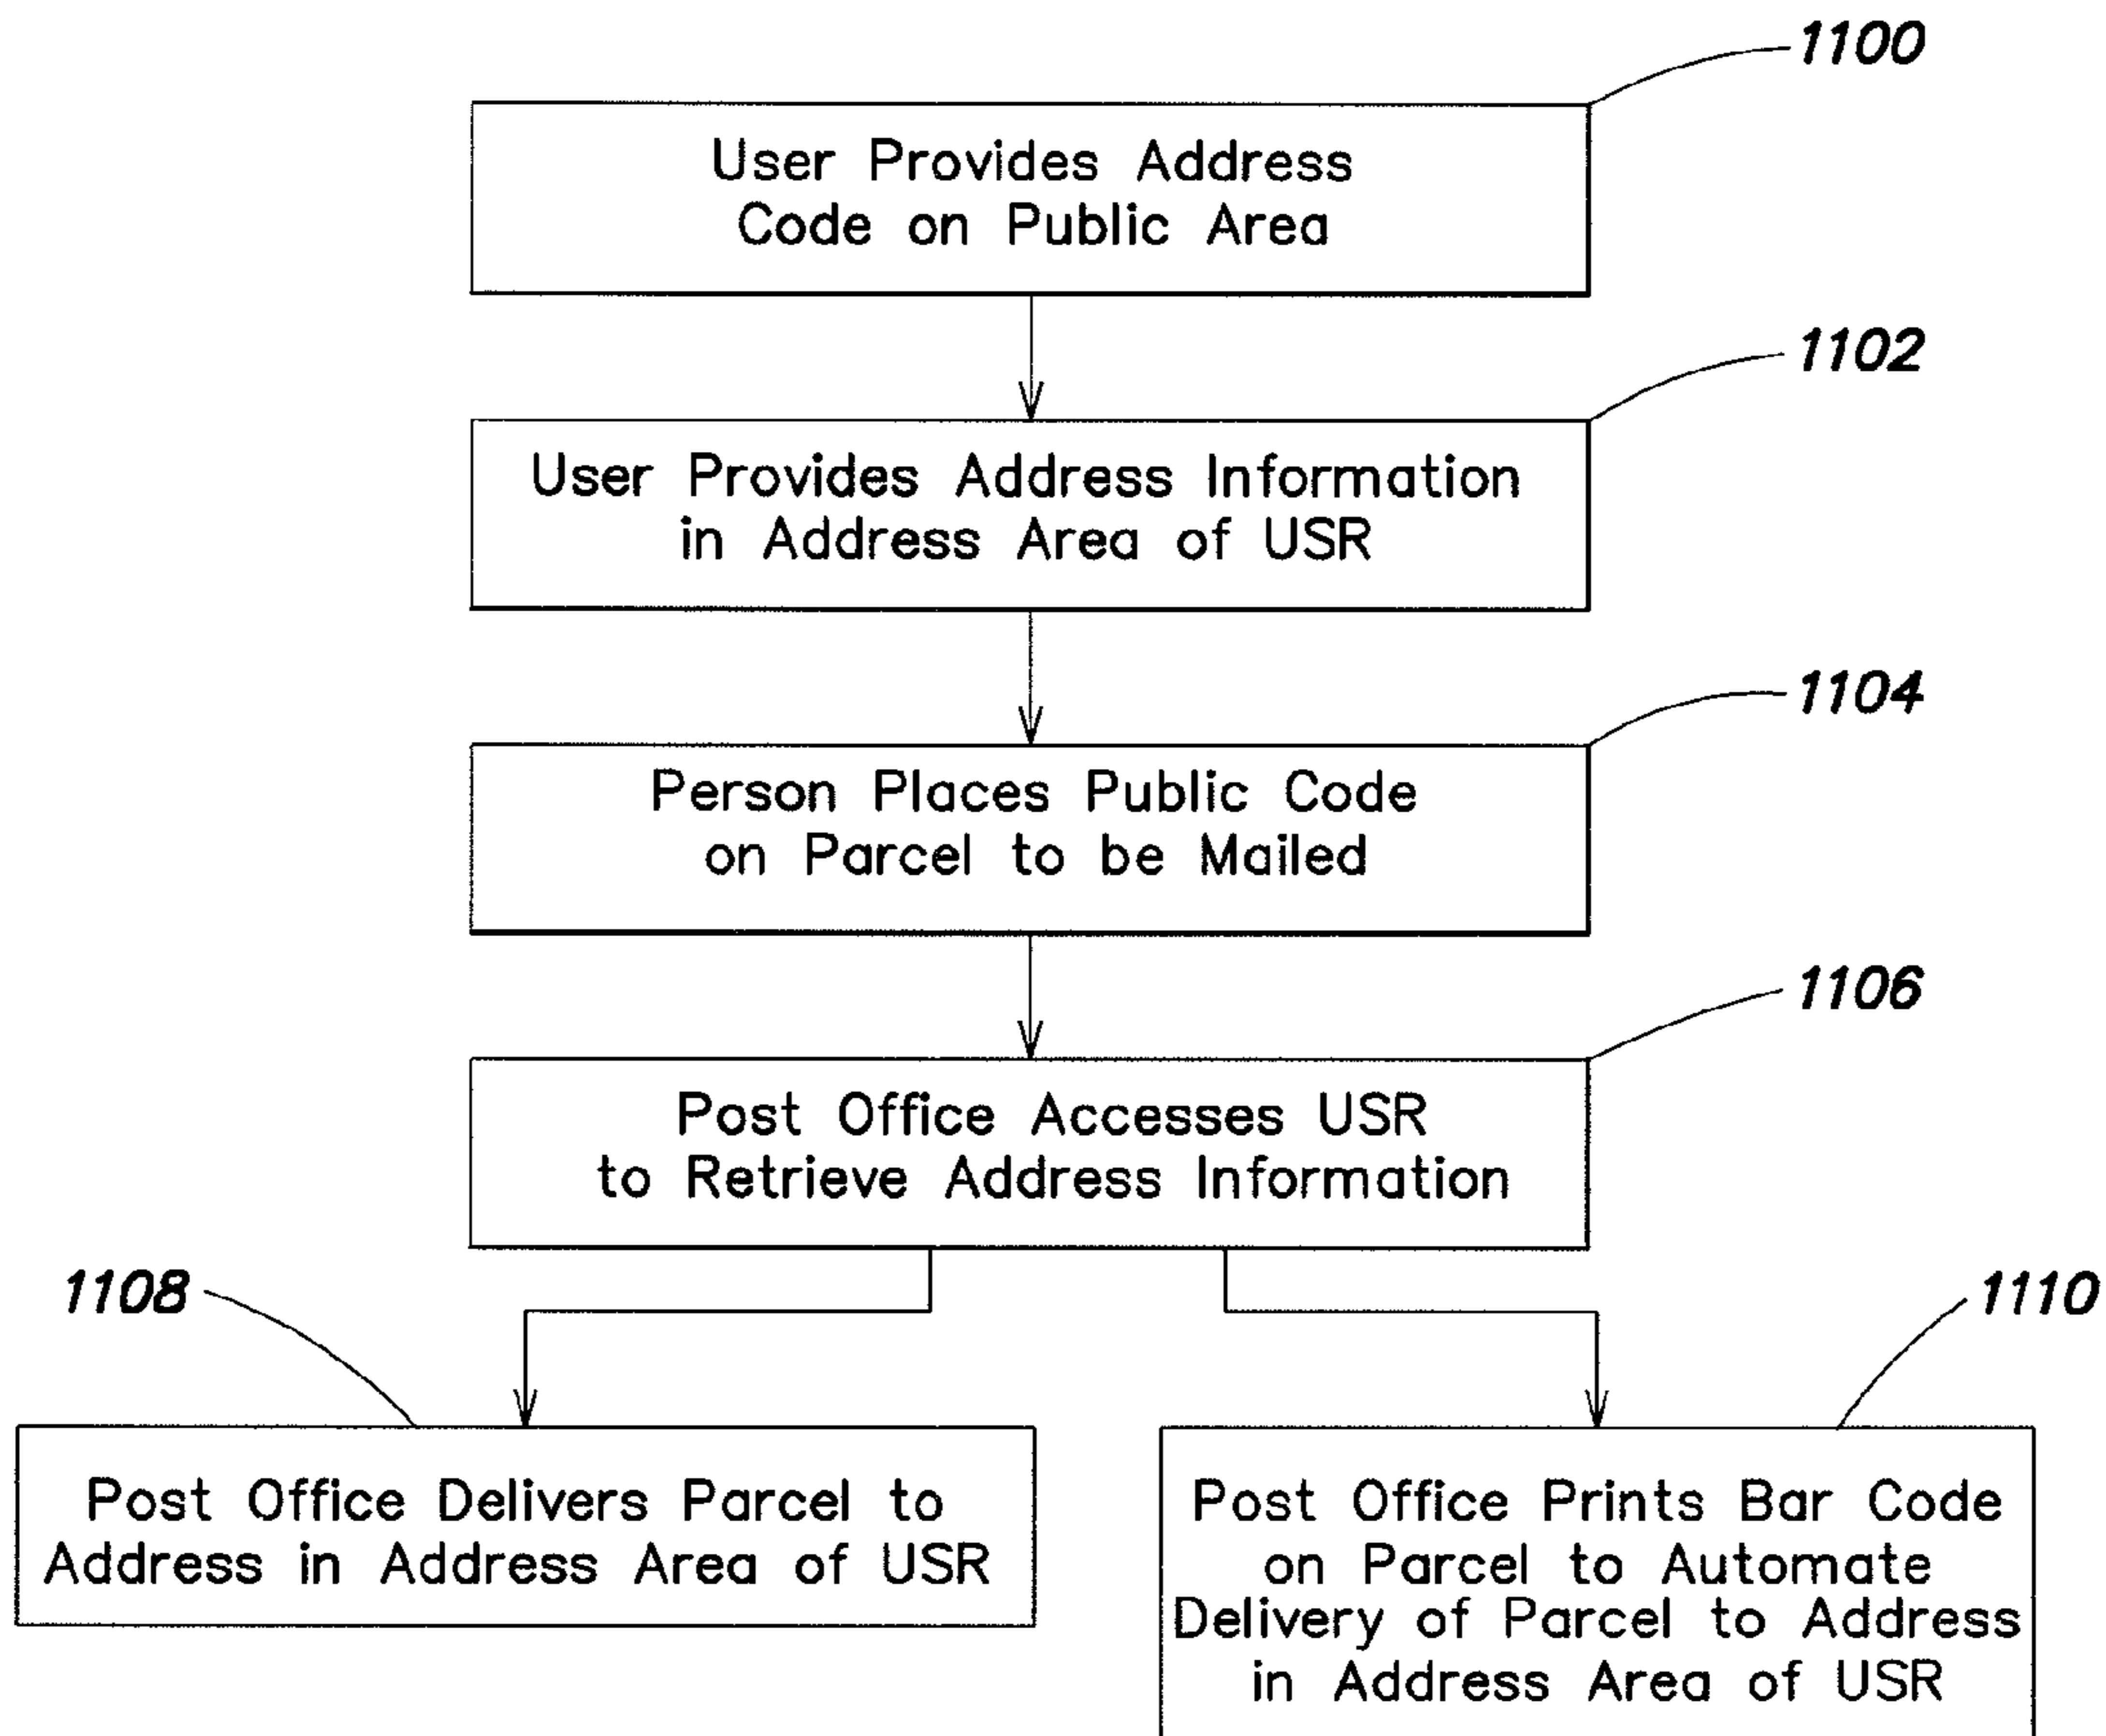 1100
User Provides Address
Code on Public Area
1102
User Provides Address Information
in Address Area of USR
1104
Person Places Public Code
on Parcel to be Mailed
1106
Post Office Accesses USR
to Retrieve Address Information
1108
Post Office Delivers Parcel to
Address in Address Area of USR
1110
Post Office Prints Bar Code
on Parcel to Automate
Delivery of Parcel to Address
in Address Area of USR